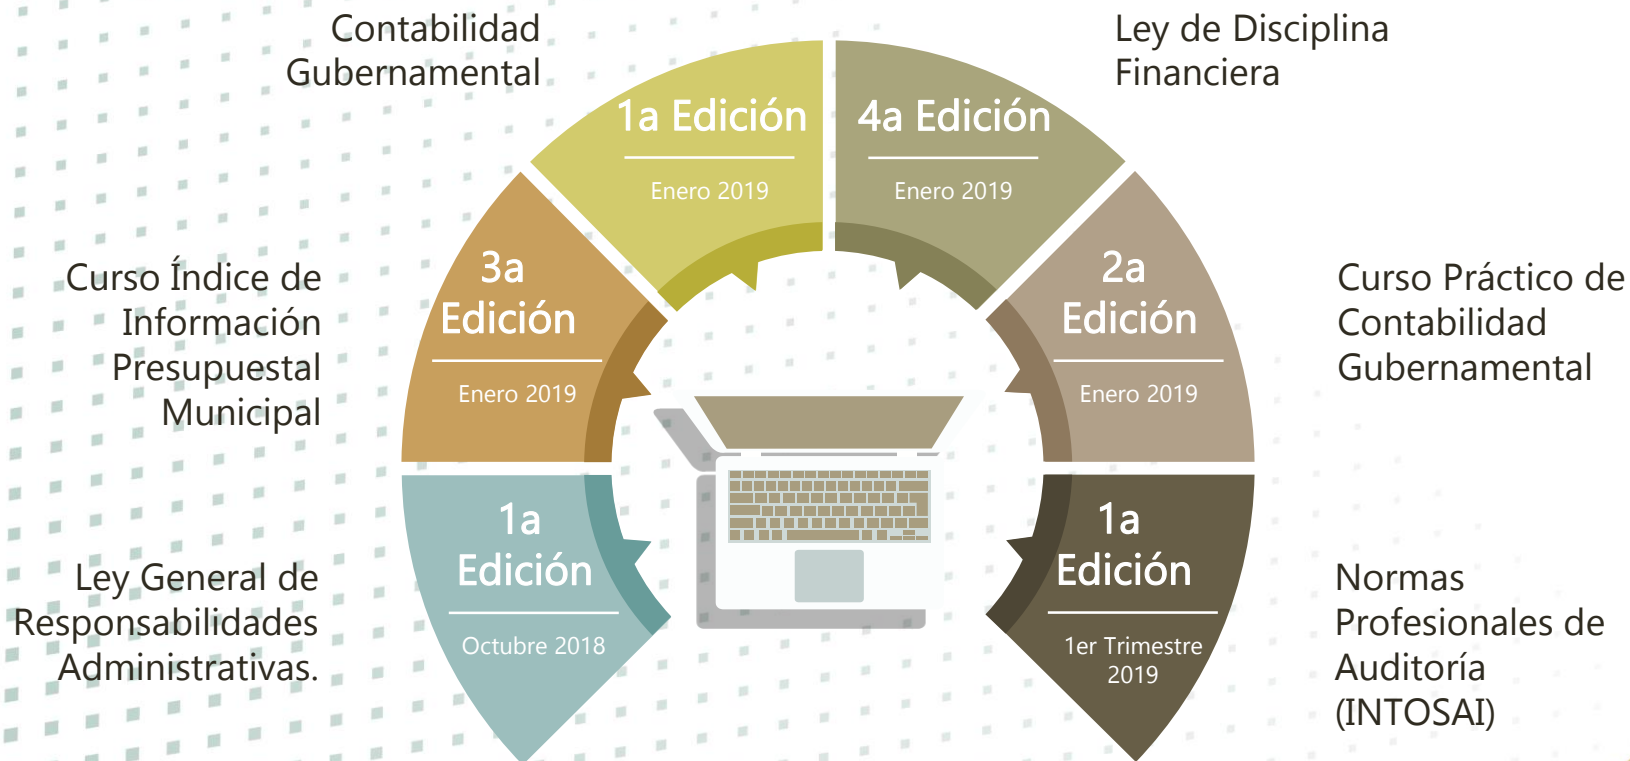 Contabilidad
Gubernamental
1a Edición
Enero 2019
Ley de Disciplina
Financiera
4a Edición
Enero 2019
Curso Índice de
Información
Presupuestal
Municipal
3a
Edición
Enero 2019
Curso Práctico de
Contabilidad
Gubernamental
2a
Edición
Enero 2019
Ley General de
Responsabilidades
Administrativas.
1a
Edición
Octubre 2018
Normas
Profesionales de
Auditoría
(INTOSAI)
1a
Edición
1er Trimestre
2019